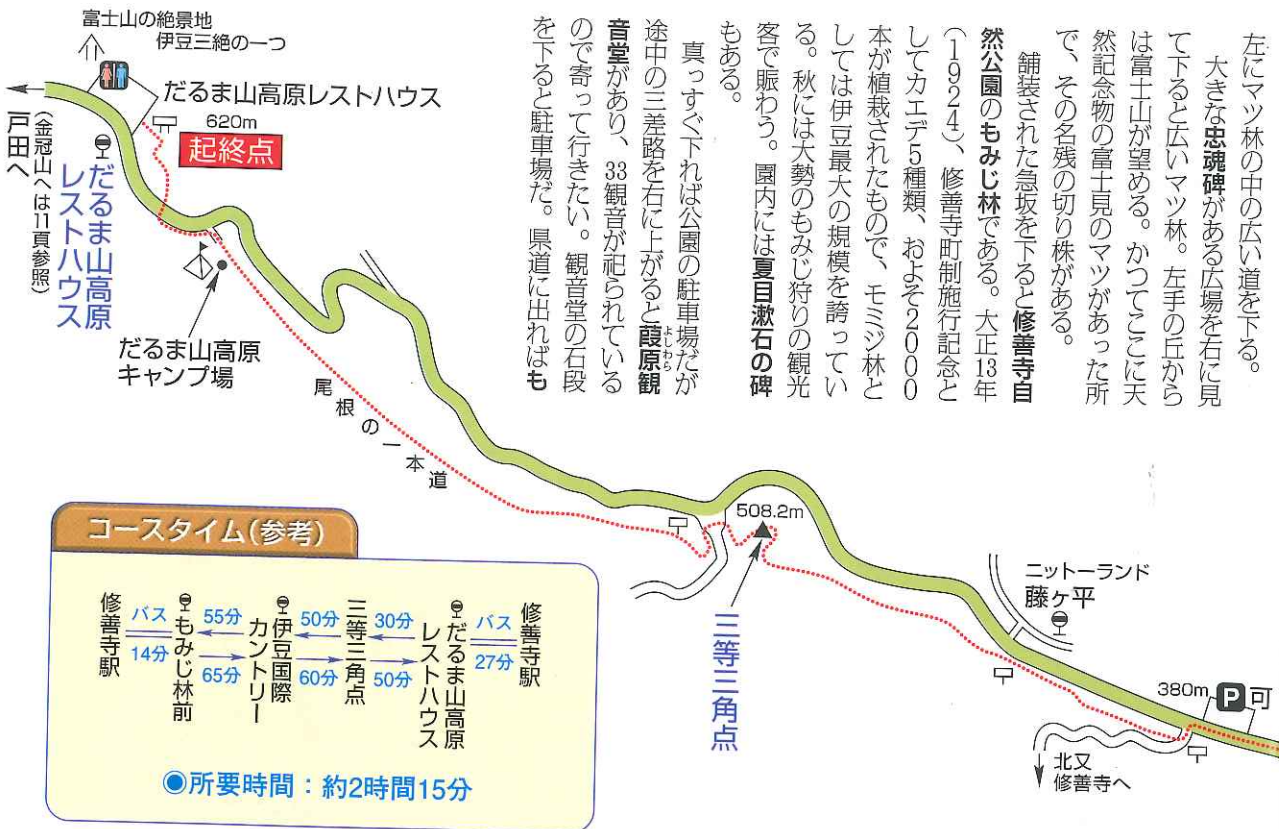 左にマツ林の中の広い道を下る。
大きな忠魂碑がある広場を右に見
て下ると広いマツ林。左手の丘から
は富士山が望める。かつてここに天
然記念物の富士見のマツがあった所
で、その名残の切り株がある。
舗装された急坂を下ると修善寺自
然公園のもみじ林である。大正13年
(1924)、修善寺町制施行記念と
してカエデ5種類、およそ2000
本が植栽されたもので、モミジ林と
しては伊豆最大の規模を誇ってい
る。秋には大勢のもみじ狩りの観光
客で賑わう。園内には夏目漱石の碑
もある。
真っすぐ下れば公園の駐車場だが
途中の三差路を右に上がると葭原観
よしわら
音堂があり、33観音が祀られている
ので寄って行きたい。観音堂の石段
を下ると駐車場だ。県道に出ればも
富士山の絶景地
伊豆三絶の一つ
だるま山高原レストハウス
620m
起終点
戸田へ
(金冠山へは11頁参照)
だるま山高原
レストハウス
だるま山高原
キャンプ場
尾根の一本道
508.2m
三等三角点
ニットーランド
藤ヶ平
380m
P可
北又
修善寺へ
コースタイム(参考)
修善寺駅
バス
27分
だるま山高原
レストハウス
30分
50分
三等三角点
50分
60分
伊豆国際
カントリー
55分
65分
もみじ林前
バス
14分
修善寺駅
◉所要時間:約2時間15分